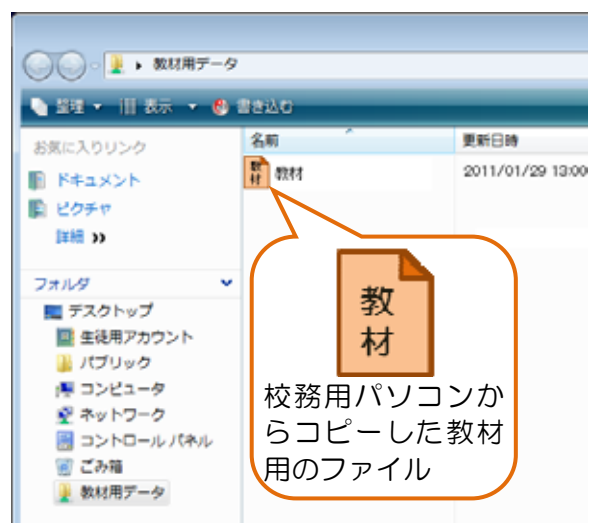 教材用データ
整理 表示 書き込む
お気に入りリンク
ドキュメント
ピクチャ
詳細 »
フォルダ
デスクトップ
生徒用アカウント
パブリック
コンピュータ
ネットワーク
コントロール パネル
ごみ箱
教材用データ
名前 更新日時
教材 教材 2011/01/29 13:00
教
材
校務用パソコンか
らコピーした教材
用のファイル